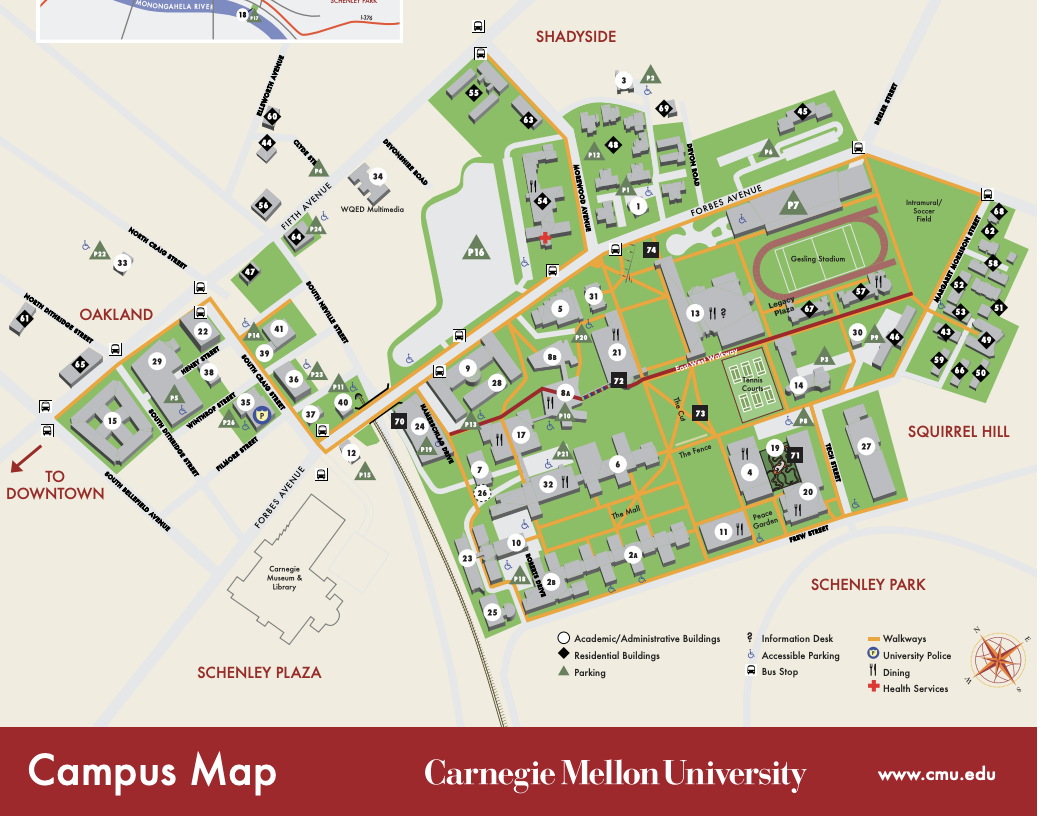 SCHENLEY PARK
MONONGAHELA RIVER
I-376
18
P17
SHADYSIDE
55
63
3
P2
69
45
BEELER STREET
ELLSWORTH AVENUE
60
44
CLYDE STREET
P4
DEVONSHIRE ROAD
34
WQED Multimedia
56
FIFTH AVENUE
P24
64
48
P12
P1
1
DEVON ROAD
P6
MOREWOOD AVENUE
54
FORBES AVENUE
P7
Intramural/
Soccer
Field
68
62
58
52
53
51
MARGARET MORRISON STREET
43
49
59
66
50
NORTH CRAIG STREET
P22
33
47
P16
74
Gesling Stadium
57
Legacy
Plaza
67
NORTH DITHRIDGE STREET
61
OAKLAND
65
22
29
HENRY STREET
38
P14
41
39
SOUTH NEVILLE STREET
SOUTH CRAIG STREET
36
P23
P11
40
37
35
WINTHROP STREET
P26
P
FILMORE STREET
P5
15
SOUTH DITHRIDGE STREET
SOUTH BELLEFIELD AVENUE
TO
DOWNTOWN
5
31
P20
21
13
East-West Walkway
30
P9
46
P3
14
Tennis
Courts
9
28
8B
8A
72
P10
70
24
HAMERSCHLAG DRIVE
P19
P13
17
The Cut
73
The Fence
P8
TECH STREET
27
SQUIRREL HILL
12
P15
FORBES AVENUE
7
26
32
P21
6
4
19
71
20
The Mall
11
Peace
Garden
FREW STREET
10
23
ROBERTS DRIVE
P18
2B
2A
25
Carnegie
Museum &
Library
SCHENLEY PARK
SCHENLEY PLAZA
Academic/Administrative Buildings
Residential Buildings
Parking
Information Desk
Accessible Parking
Bus Stop
Walkways
University Police
Dining
Health Services
N
E
S
W
Campus Map
Carnegie Mellon University
www.cmu.edu